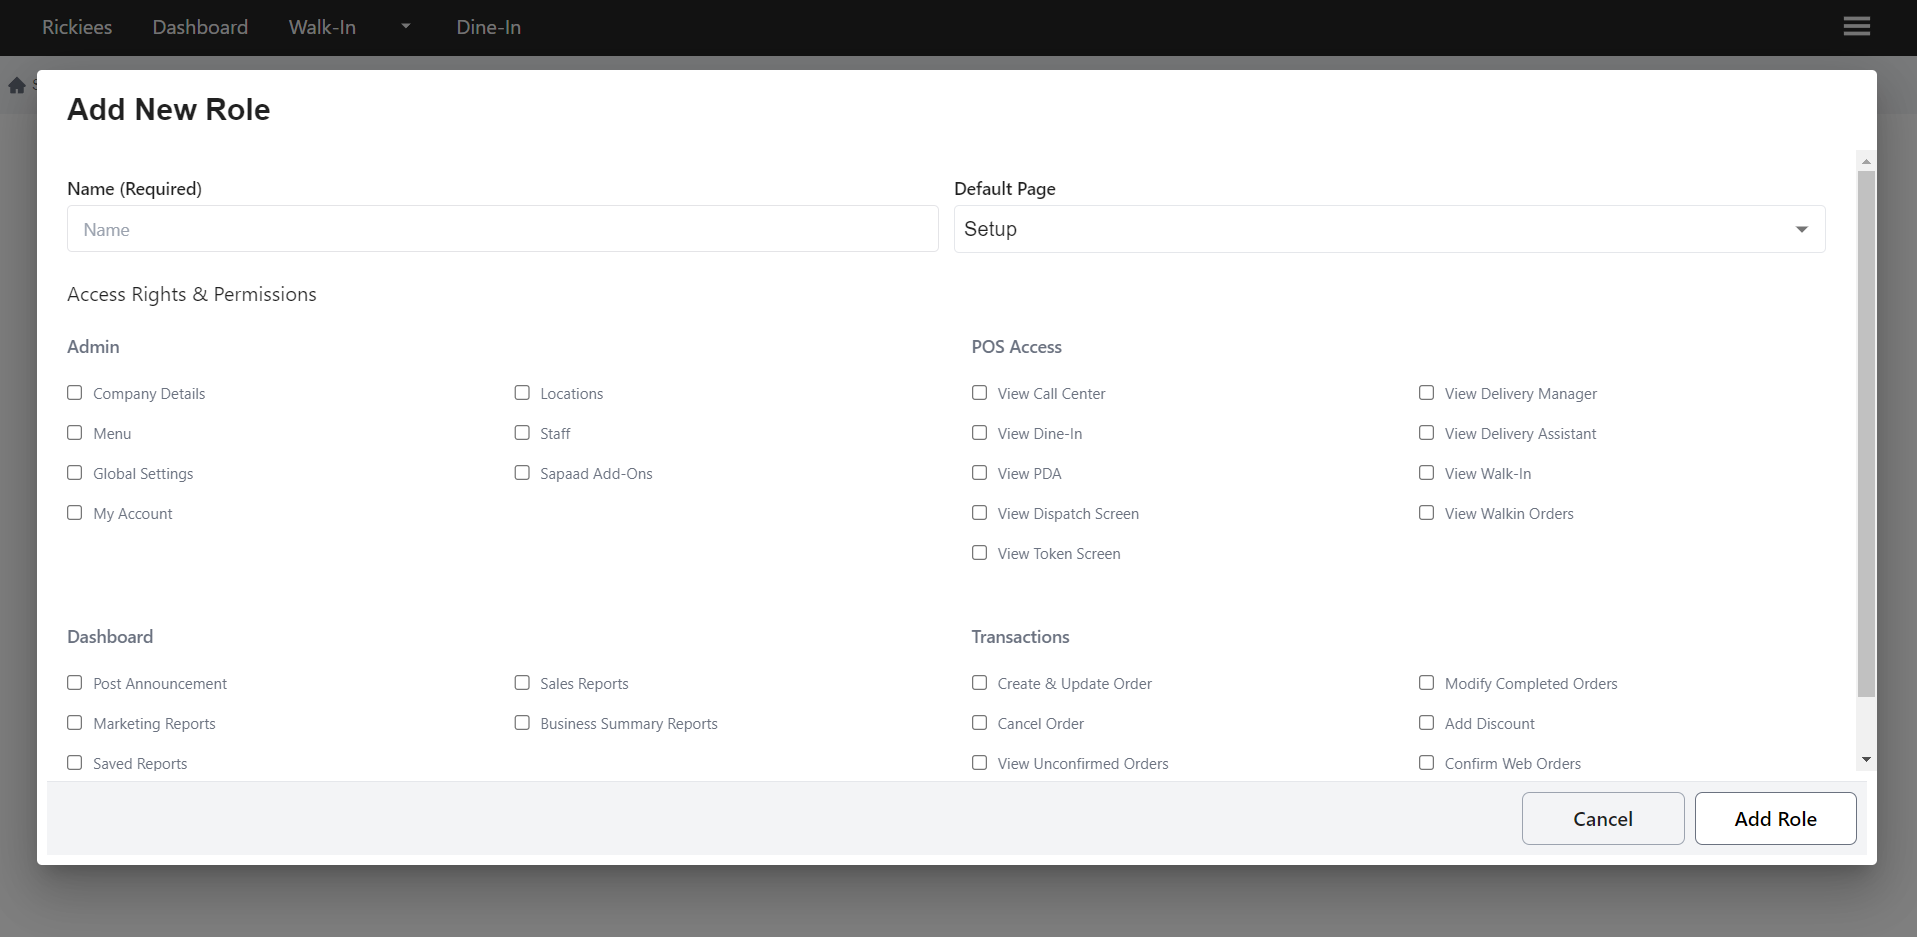 Rickiees Dashboard Walk-In Dine-In
Add New Role
Name (Required)
Name
Default Page
Setup
Access Rights & Permissions
Admin
Company Details
Locations
Menu
Staff
Global Settings
Sapaad Add-Ons
My Account
POS Access
View Call Center
View Delivery Manager
View Dine-In
View Delivery Assistant
View PDA
View Walk-In
View Dispatch Screen
View Walkin Orders
View Token Screen
Dashboard
Post Announcement
Sales Reports
Marketing Reports
Business Summary Reports
Saved Reports
Transactions
Create & Update Order
Modify Completed Orders
Cancel Order
Add Discount
View Unconfirmed Orders
Confirm Web Orders
Cancel
Add Role